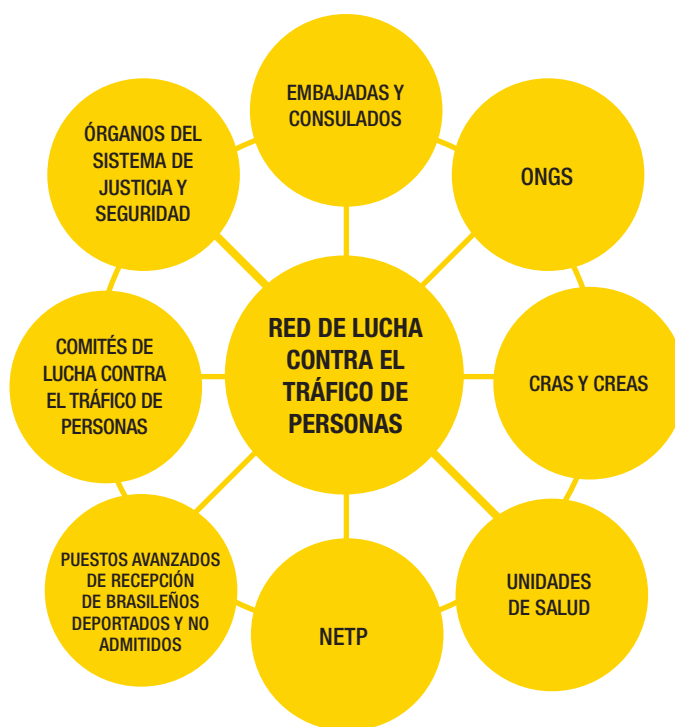 EMBAJADAS Y
CONSULADOS
ÓRGANOS DEL
SISTEMA DE
JUSTICIA Y
SEGURIDAD
ONGS
RED DE LUCHA
CONTRA EL
TRÁFICO DE
PERSONAS
COMITÉS DE
LUCHA CONTRA
EL TRÁFICO DE
PERSONAS
CRAS Y CREAS
PUESTOS AVANZADOS
DE RECEPCIÓN
DE BRASILEÑOS
DEPORTADOS Y NO
ADMITIDOS
NETP
UNIDADES
DE SALUD